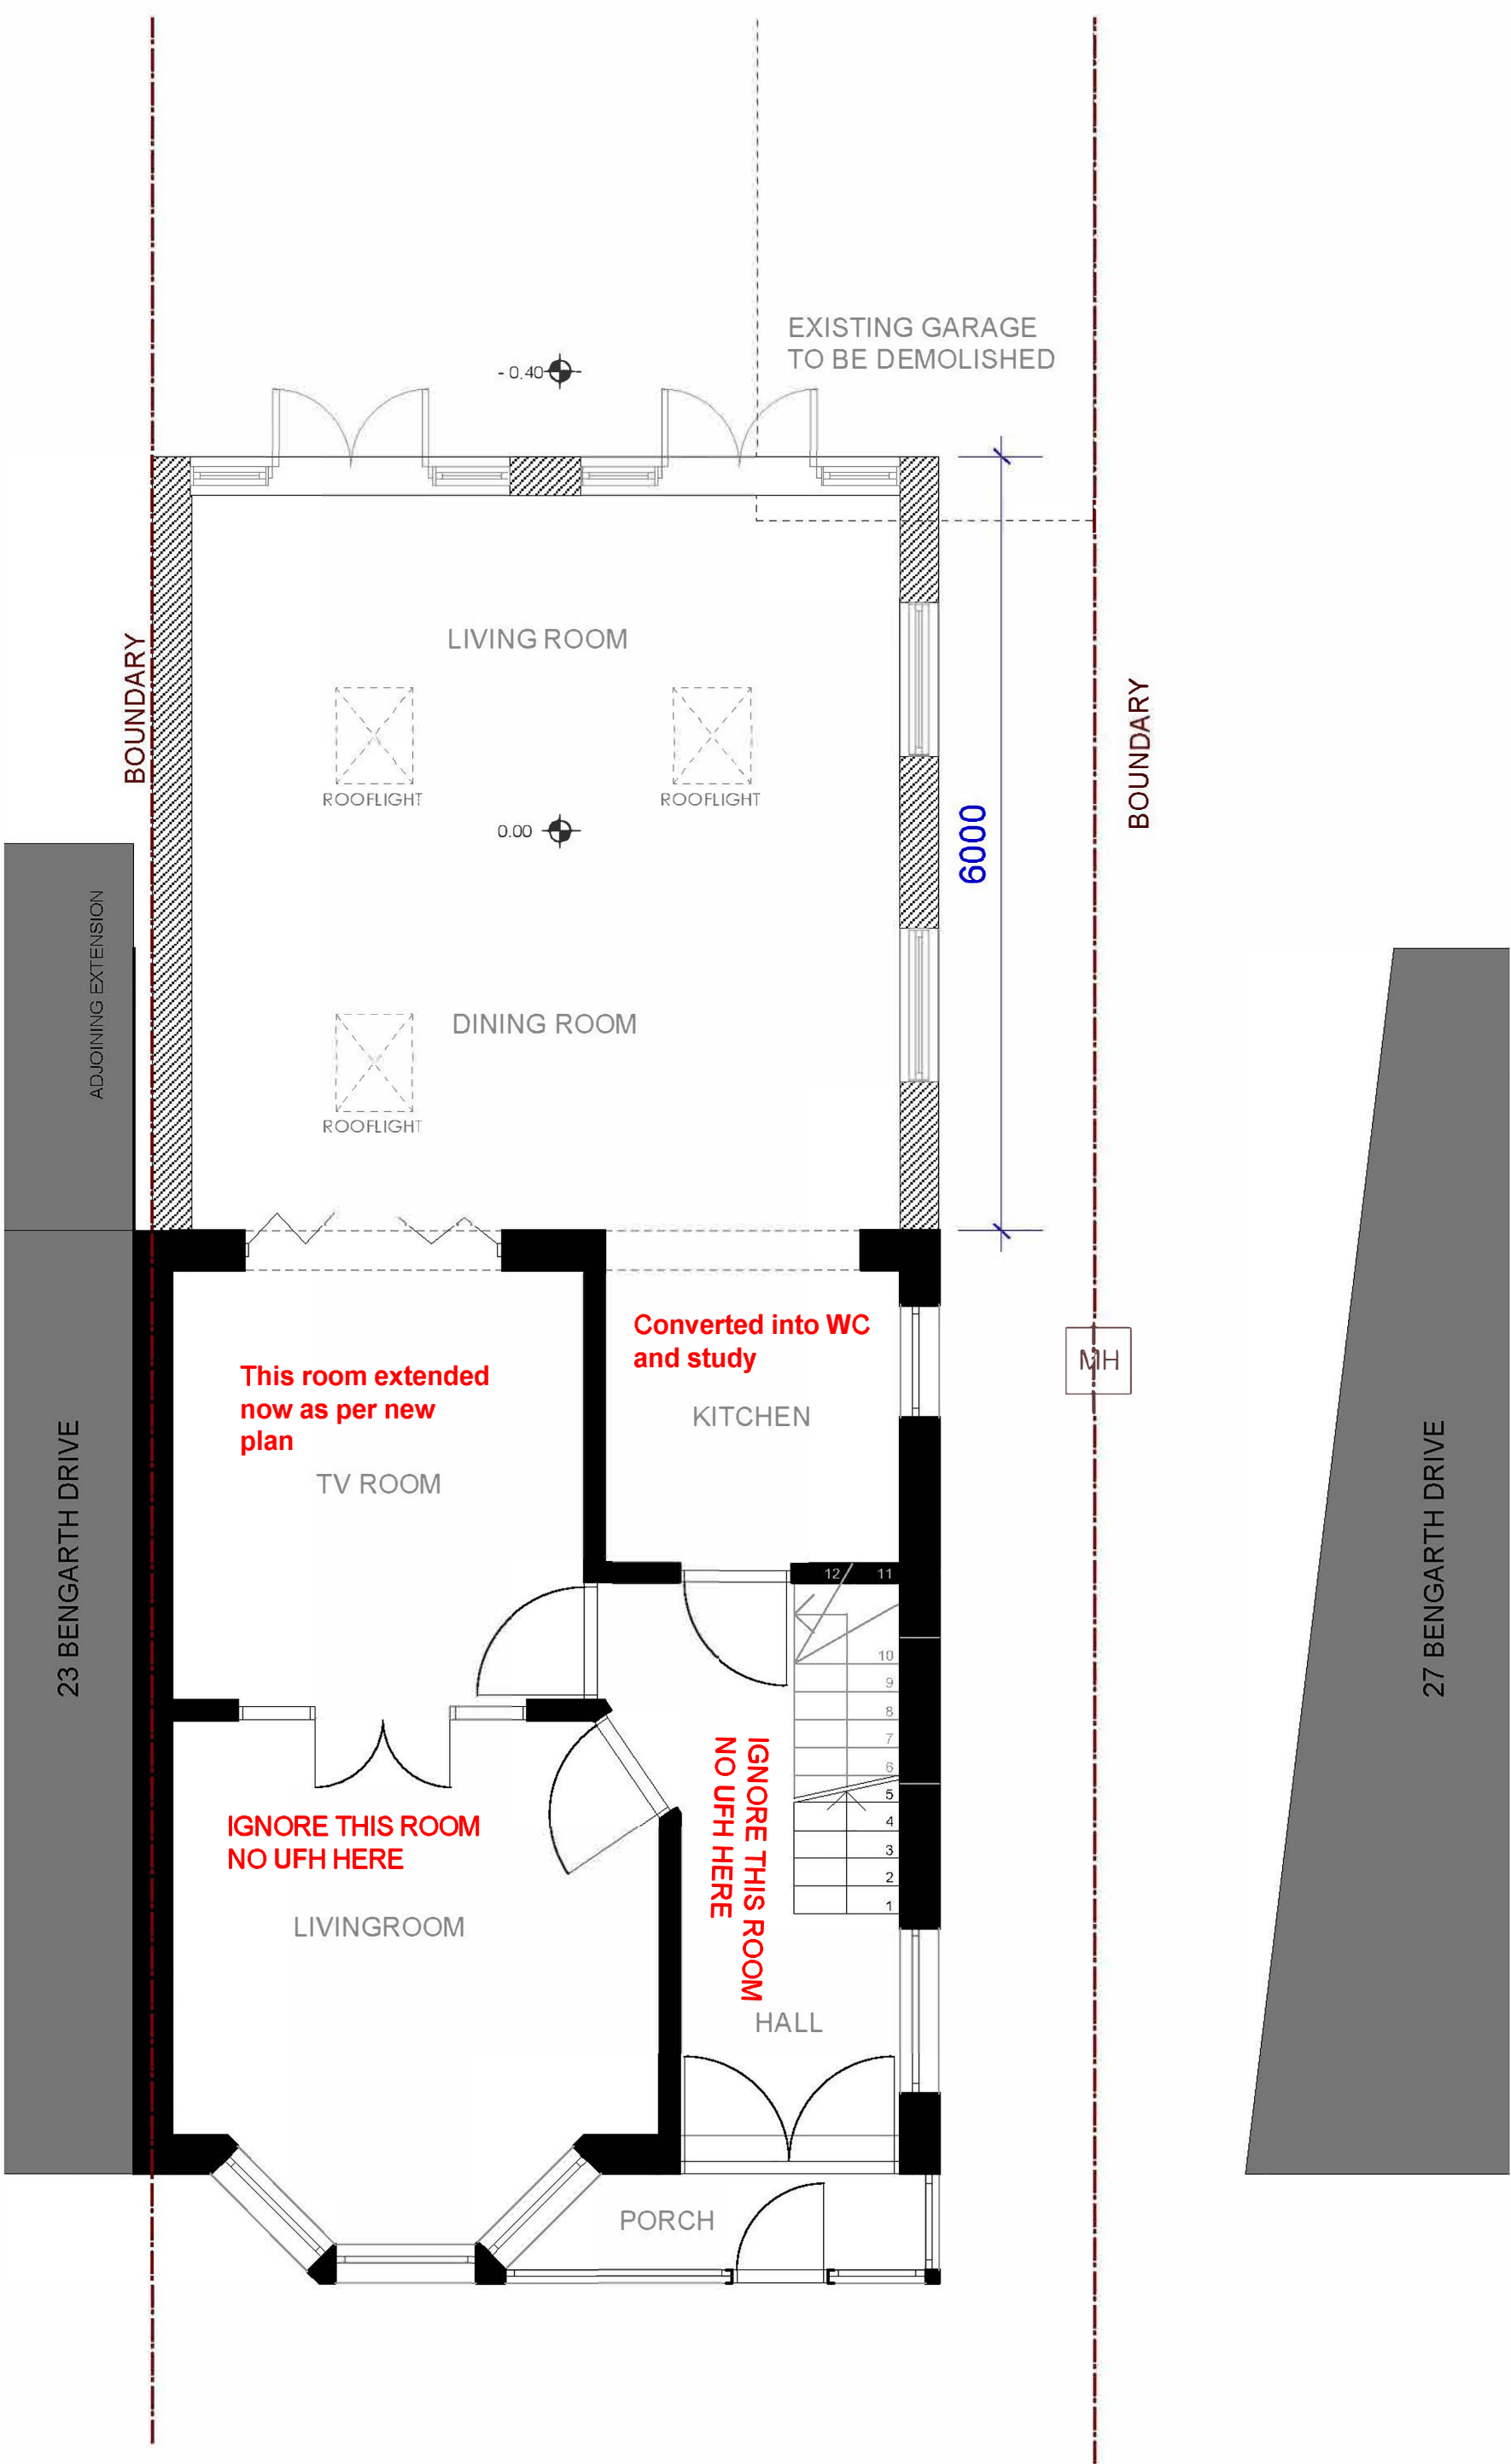 EXISTING GARAGE
TO BE DEMOLISHED
- 0.40
BOUNDARY
LIVING ROOM
BOUNDARY
ROOFLIGHT
ROOFLIGHT
0.00
6000
ADJOINING EXTENSION
DINING ROOM
ROOFLIGHT
Converted into WC
and study
This room extended
now as per new
plan
KITCHEN
TV ROOM
MH
23 BENGARTH DRIVE
27 BENGARTH DRIVE
12
11
10
9
8
7
6
5
4
3
2
1
IGNORE THIS ROOM
NO UFH HERE
IGNORE THIS ROOM
NO UFH HERE
LIVINGROOM
HALL
PORCH